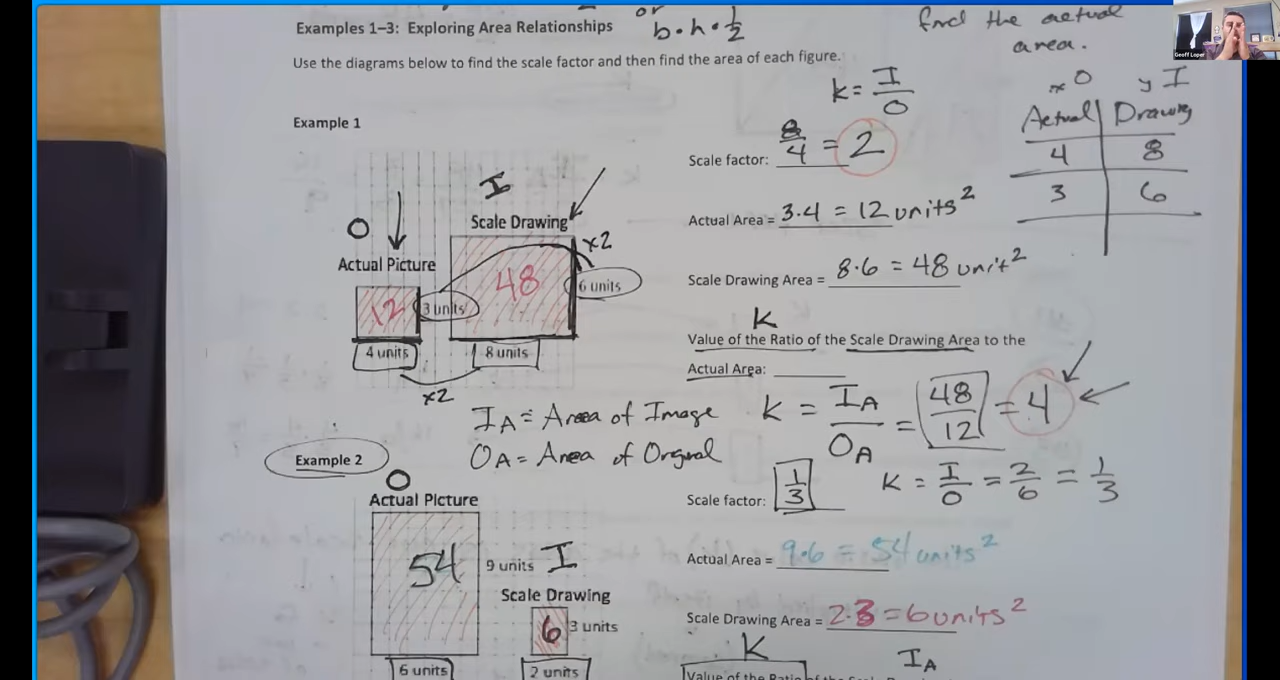 or
b·h·1/2
Examples 1–3: Exploring Area Relationships
find the actual
area.
Use the diagrams below to find the scale factor and then find the area of each figure.
Geoff Loper
k = I/O
x O y I
Actual Drawing
4 8
3 6
Example 1
Scale factor: 8/4 = 2
Actual Area = 3·4 = 12 units²
Scale Drawing Area = 8·6 = 48 unit²
K
Value of the Ratio of the Scale Drawing Area to the
Actual Area:
K = I_A/O_A = 48/12 = 4
O
Actual Picture
12
3 units
4 units
I
Scale Drawing
48
x2
6 units
8 units
x2
I_A = Area of Image
O_A = Area of Orginal
Example 2
O
Actual Picture
54
9 units
6 units
I
Scale Drawing
6
3 units
2 units
Scale factor: 1/3
K = I/O = 2/6 = 1/3
Actual Area = 9·6 = 54 units²
Scale Drawing Area = 2·3 = 6 units²
K
I_A
Value of the Ratio of the